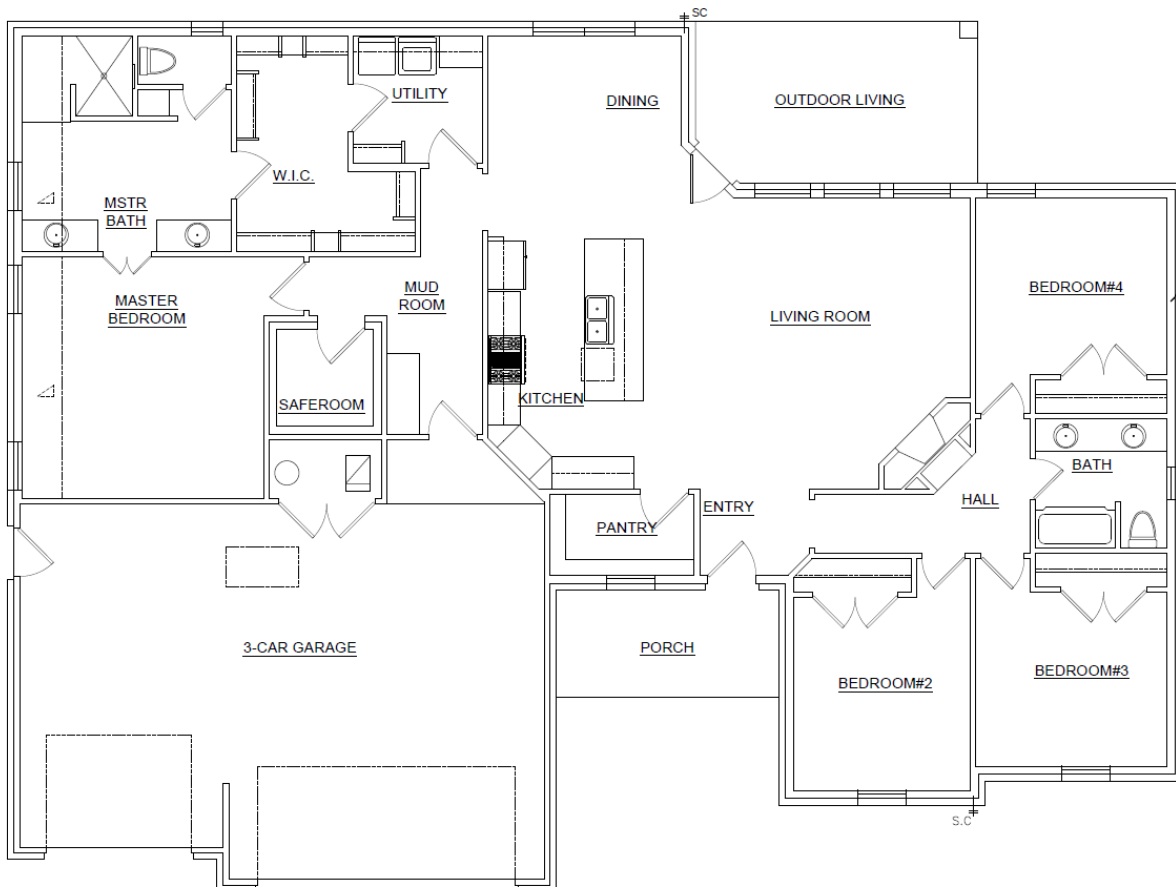 SC
UTILITY
DINING
OUTDOOR LIVING
W.I.C.
MSTR
BATH
MASTER
BEDROOM
MUD
ROOM
BEDROOM#4
LIVING ROOM
SAFEROOM
KITCHEN
BATH
HALL
ENTRY
PANTRY
3-CAR GARAGE
PORCH
BEDROOM#2
BEDROOM#3
S.C